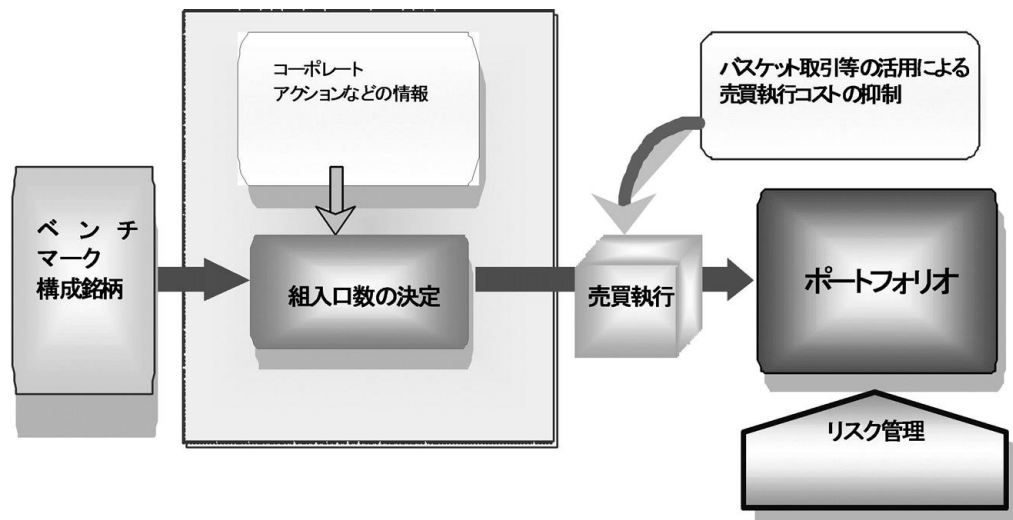 コーポレート
アクションなどの情報
バスケット取引等の活用による
売買執行コストの抑制
ベンチ
マーク
構成銘柄
組入口数の決定
売買執行
ポートフォリオ
リスク管理